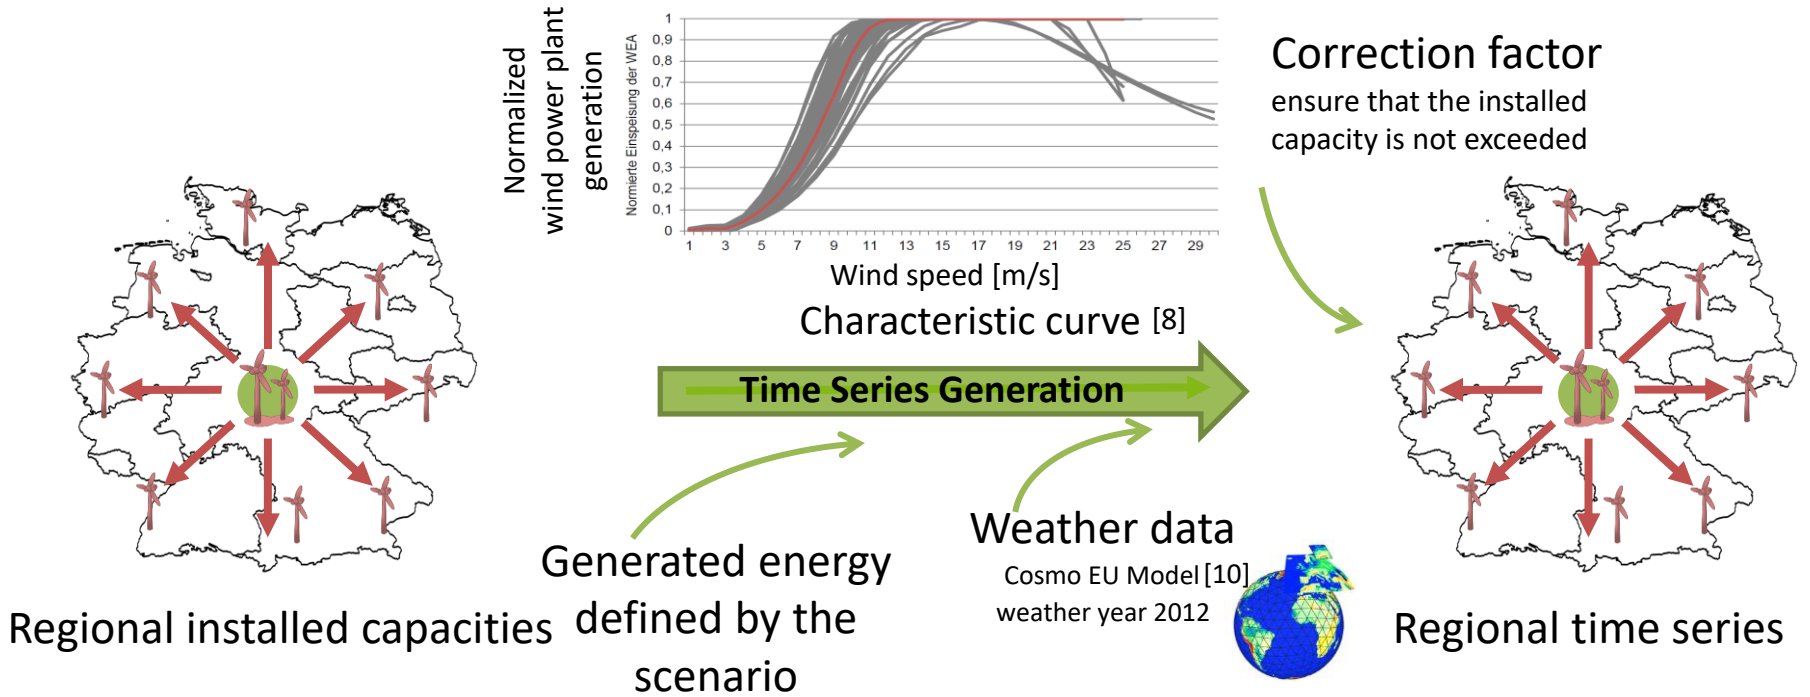 Normalized
wind power plant
generation
Normierte Einspeisung der WEA
1
0,9
0,8
0,7
0,6
0,5
0,4
0,3
0,2
0,1
0
1 3 5 7 9 11 13 15 17 19 21 23 25 27 29
Wind speed [m/s]
Characteristic curve [8]
Correction factor
ensure that the installed
capacity is not exceeded
Time Series Generation
Regional installed capacities
Generated energy
defined by the
scenario
Weather data
Cosmo EU Model [10]
weather year 2012
Regional time series